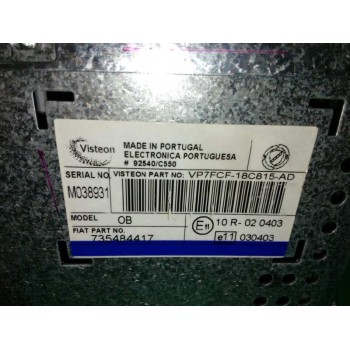 Visteon
MADE IN PORTUGAL
ELECTRONICA PORTUGUESA
# 92540/C550
SERIAL NO.
VISTEON PART NO: VP7FCF-18C815-AD
M038931
MODEL OB
E11 10 R- 02 0403
FIAT PART NO.
735484417
e11 030403